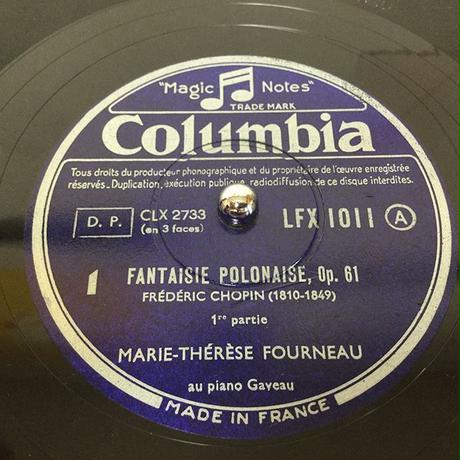 "Magic Notes"
TRADE MARK
Columbia
Tous droits du producteur phonographique et du propriétaire de l'œuvre enregistrée
réservés-Duplication, exécution publique, radiodiffusion de ce disque interdites.
D. P. CLX 2733 LFX 1011 A
(en 3 faces)
1 FANTAISIE POLONAISE, Op. 61
FRÉDÉRIC CHOPIN (1810-1849)
1re partie
MARIE-THÉRÈSE FOURNEAU
au piano Gaveau
MADE IN FRANCE